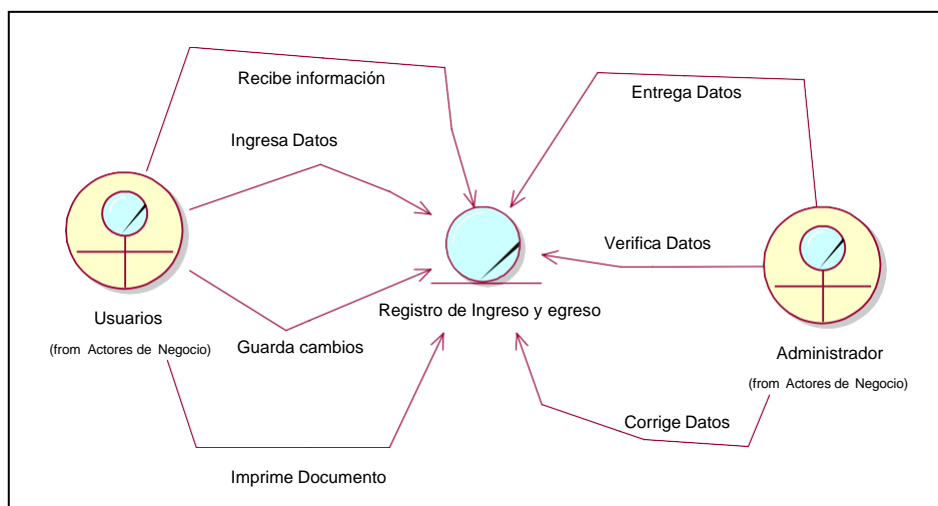 Recibe información
Entrega Datos
Ingresa Datos
Verifica Datos
Registro de Ingreso y egreso
Usuarios
(from Actores de Negocio)
Guarda cambios
Administrador
(from Actores de Negocio)
Corrige Datos
Imprime Documento